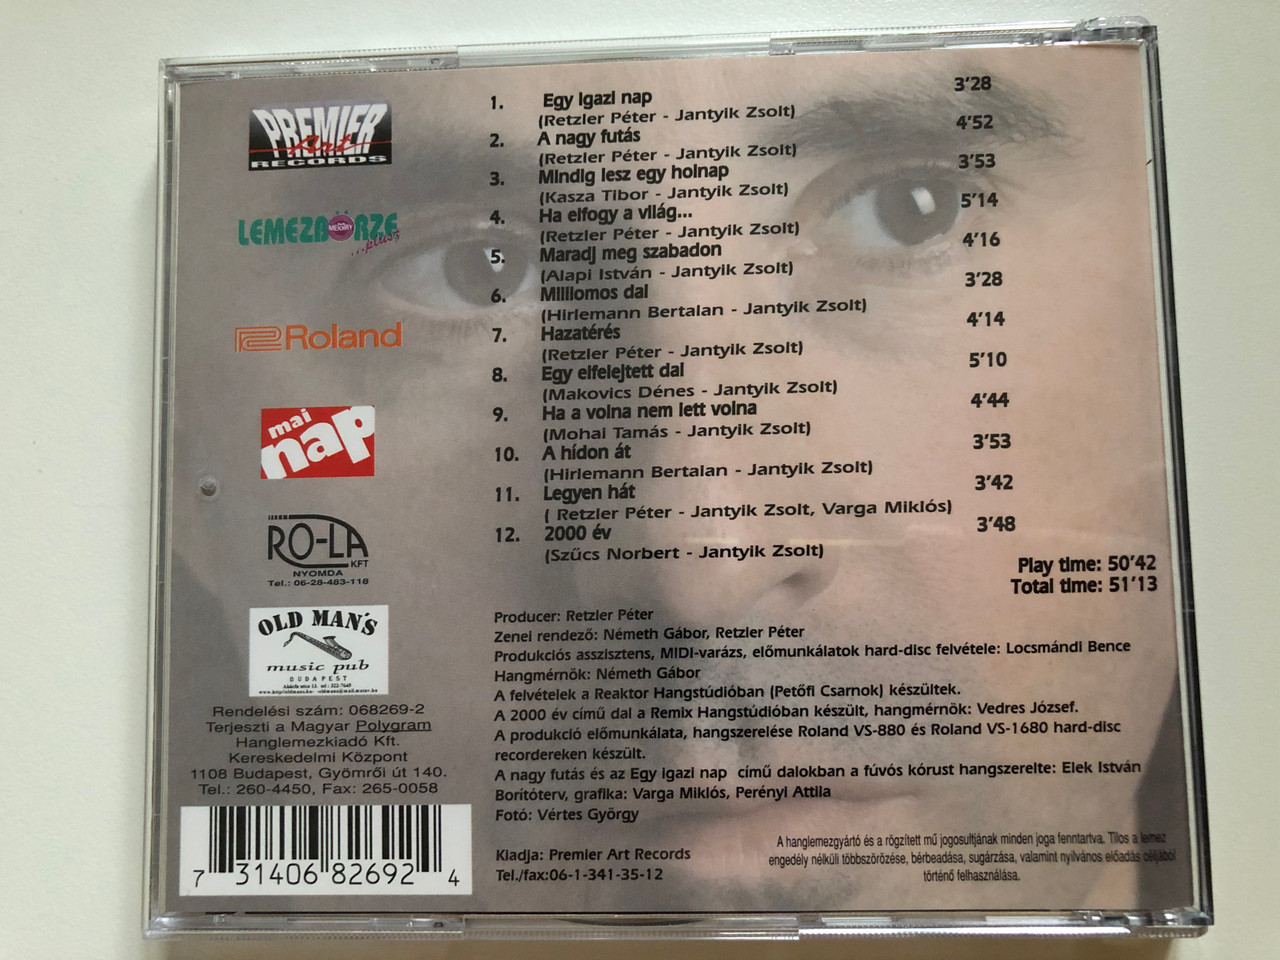 PREMIER
Art
RECORDS
LEMEZBÖRZE
...plusz
Roland
mai
nap
RO-LA
KFT
NYOMDA
Tel.: 06-28-483-118
OLD MAN'S
music pub
BUDAPEST
Rendelési szám: 068269-2
Terjeszti a Magyar Polygram
Hanglemezkiadó Kft.
Kereskedelmi Központ
1108 Budapest, Gyömrői út 140.
Tel.: 260-4450, Fax: 265-0058
7 31406 82692 4
1. Egy igazi nap 3'28
(Retzler Péter - Jantyik Zsolt)
2. A nagy futás 4'52
(Retzler Péter - Jantyik Zsolt)
3. Mindig lesz egy holnap 3'53
(Kasza Tibor - Jantyik Zsolt)
4. Ha elfogy a világ... 5'14
(Retzler Péter - Jantyik Zsolt)
5. Maradj meg szabadon 4'16
(Alapi István - Jantyik Zsolt)
6. Milliomos dal 3'28
(Hirlemann Bertalan - Jantyik Zsolt)
7. Hazatérés 4'14
(Retzler Péter - Jantyik Zsolt)
8. Egy elfelejtett dal 5'10
(Makovics Dénes - Jantyik Zsolt)
9. Ha a volna nem lett volna 4'44
(Mohai Tamás - Jantyik Zsolt)
10. A hídon át 3'53
(Hirlemann Bertalan - Jantyik Zsolt)
11. Legyen hát 3'42
( Retzler Péter - Jantyik Zsolt, Varga Miklós)
12. 2000 év 3'48
(Szűcs Norbert - Jantyik Zsolt)
Play time: 50'42
Total time: 51'13
Producer: Retzler Péter
Zenei rendező: Németh Gábor, Retzler Péter
Produkciós asszisztens, MIDI-varázs, előmunkálatok hard-disc felvétele: Locsmándi Bence
Hangmérnök: Németh Gábor
A felvételek a Reaktor Hangstúdióban (Petőfi Csarnok) készültek.
A 2000 év című dal a Remix Hangstúdióban készült, hangmérnök: Vedres József.
A produkció előmunkálata, hangszerelése Roland VS-880 és Roland VS-1680 hard-disc
recordereken készült.
A nagy futás és az Egy igazi nap című dalokban a fúvós kórust hangszerelte: Elek István
Borítóterv, grafika: Varga Miklós, Perényi Attila
Fotó: Vértes György
Kiadja: Premier Art Records
Tel./fax:06-1-341-35-12
A hanglemezgyártó és a rögzített mű jogosultjának minden joga fenntartva. Tilos a lemez
engedély nélküli többszörözése, bérbeadása, sugárzása, valamint nyilvános előadás céljából
történő felhasználása.